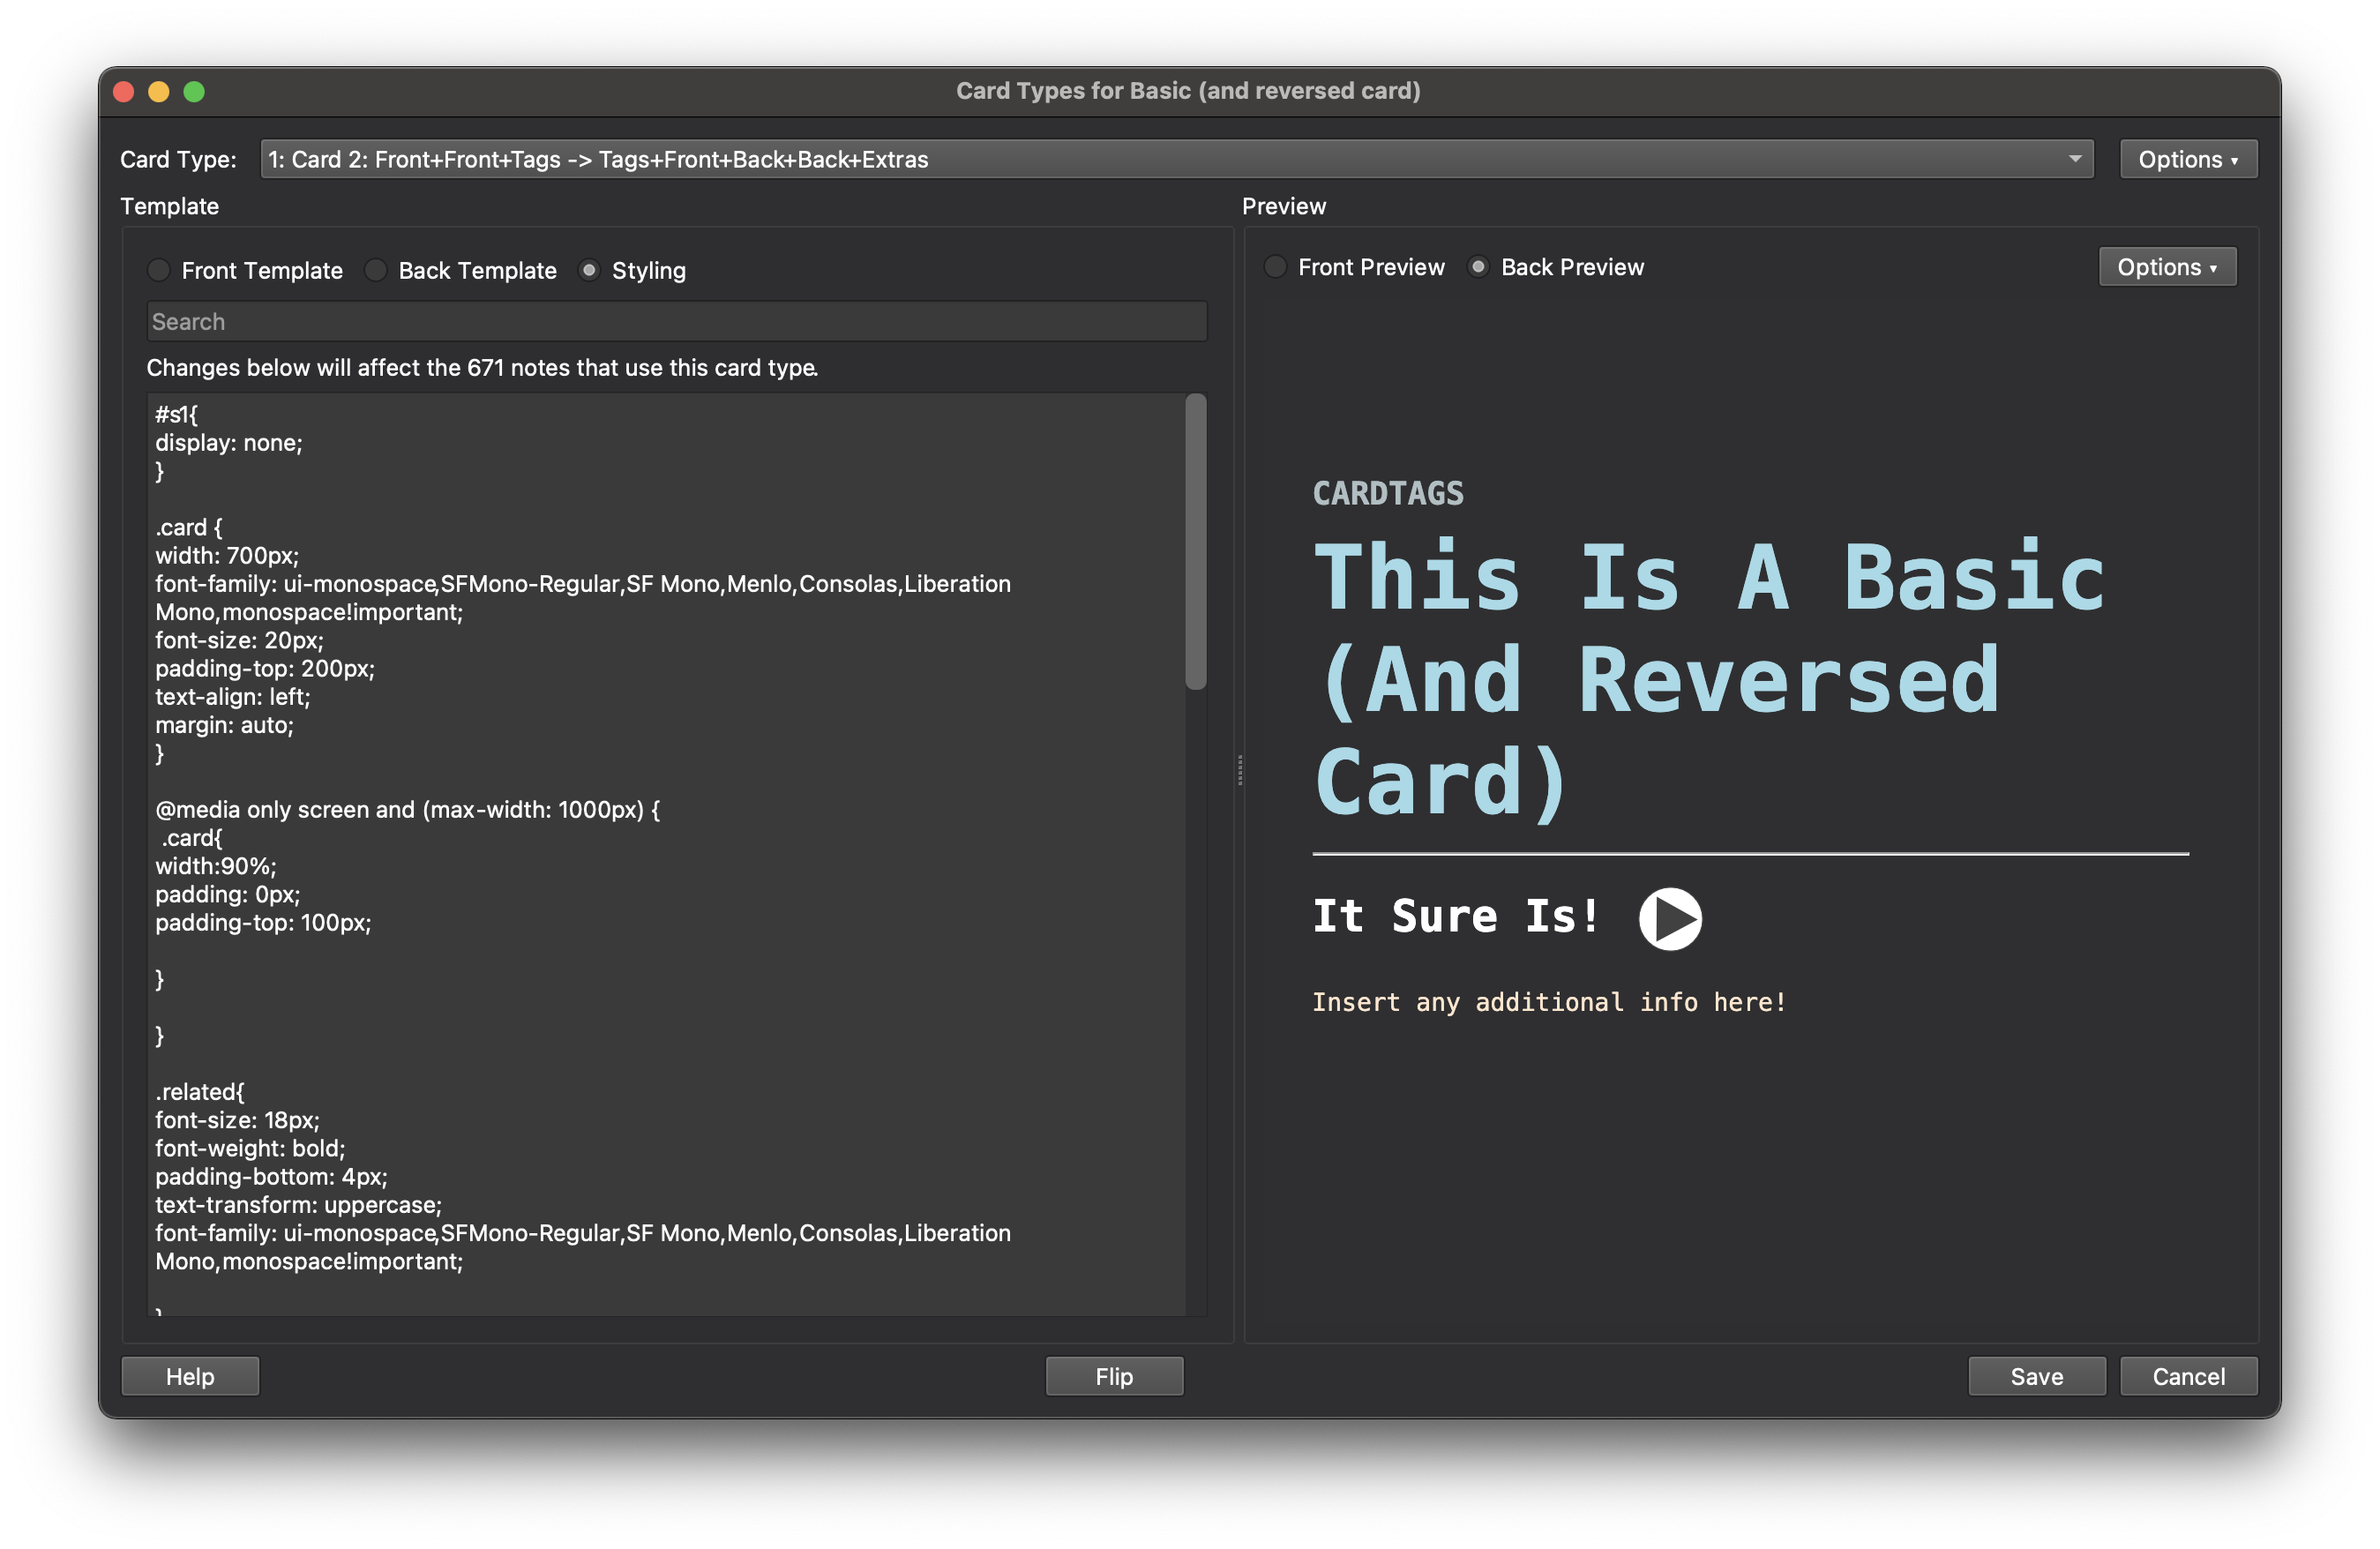 Card Types for Basic (and reversed card)
Card Type: 1: Card 2: Front+Front+Tags -> Tags+Front+Back+Back+Extras Options ▾
Template
Front Template Back Template Styling
Search
Changes below will affect the 671 notes that use this card type.
#s1{
display: none;
}
.card {
width: 700px;
font-family: ui-monospace,SFMono-Regular,SF Mono,Menlo,Consolas,Liberation
Mono,monospace!important;
font-size: 20px;
padding-top: 200px;
text-align: left;
margin: auto;
}
@media only screen and (max-width: 1000px) {
.card{
width:90%;
padding: 0px;
padding-top: 100px;
}
}
.related{
font-size: 18px;
font-weight: bold;
padding-bottom: 4px;
text-transform: uppercase;
font-family: ui-monospace,SFMono-Regular,SF Mono,Menlo,Consolas,Liberation
Mono,monospace!important;
}
Preview
Front Preview Back Preview Options ▾
CARDTAGS
This Is A Basic
(And Reversed
Card)
It Sure Is!
Insert any additional info here!
Help Flip Save Cancel